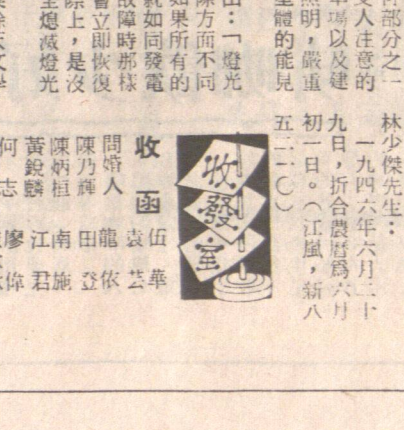 部分之一
人注意的
場以及建
照明，嚴重
體的能見
出：「燈光
方面不同
如果所有的
就如同發電
故障時那樣
會立即恢復
際上，是沒
全熄滅燈光
林少傑先生：
一九四六年六月二十
九日，折合農曆爲六月
初一日。（江嵐，新八
五二一〇）
收發室
收函
伍華
袁芸
問婚人 龍依
陳乃輝 田登
陳炳桓 南施
黃銳麟 江君
何志 廖偉